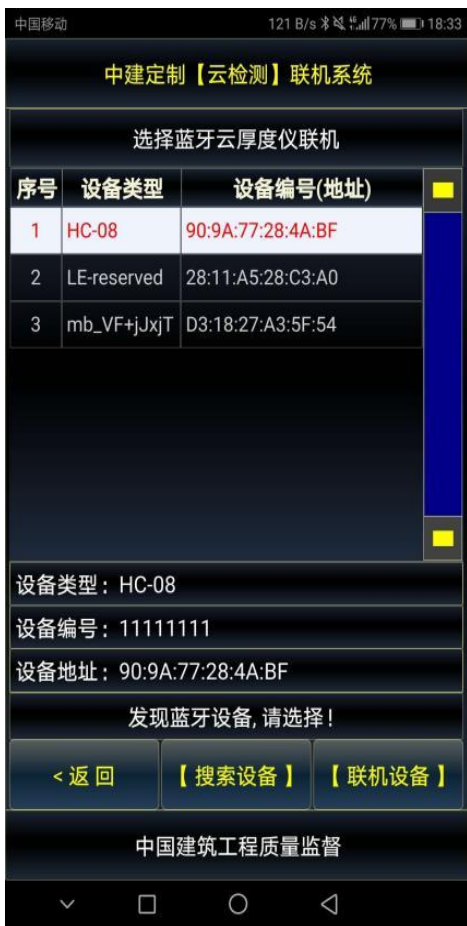 中国移动 121 B/s 77% 18:33
中建定制【云检测】联机系统
选择蓝牙云厚度仪联机
序号 设备类型 设备编号(地址)
1 HC-08 90:9A:77:28:4A:BF
2 LE-reserved 28:11:A5:28:C3:A0
3 mb_VF+jJxjT D3:18:27:A3:5F:54
设备类型: HC-08
设备编号: 11111111
设备地址: 90:9A:77:28:4A:BF
发现蓝牙设备, 请选择!
<返 回 【 搜索设备 】 【 联机设备 】
中国建筑工程质量监督